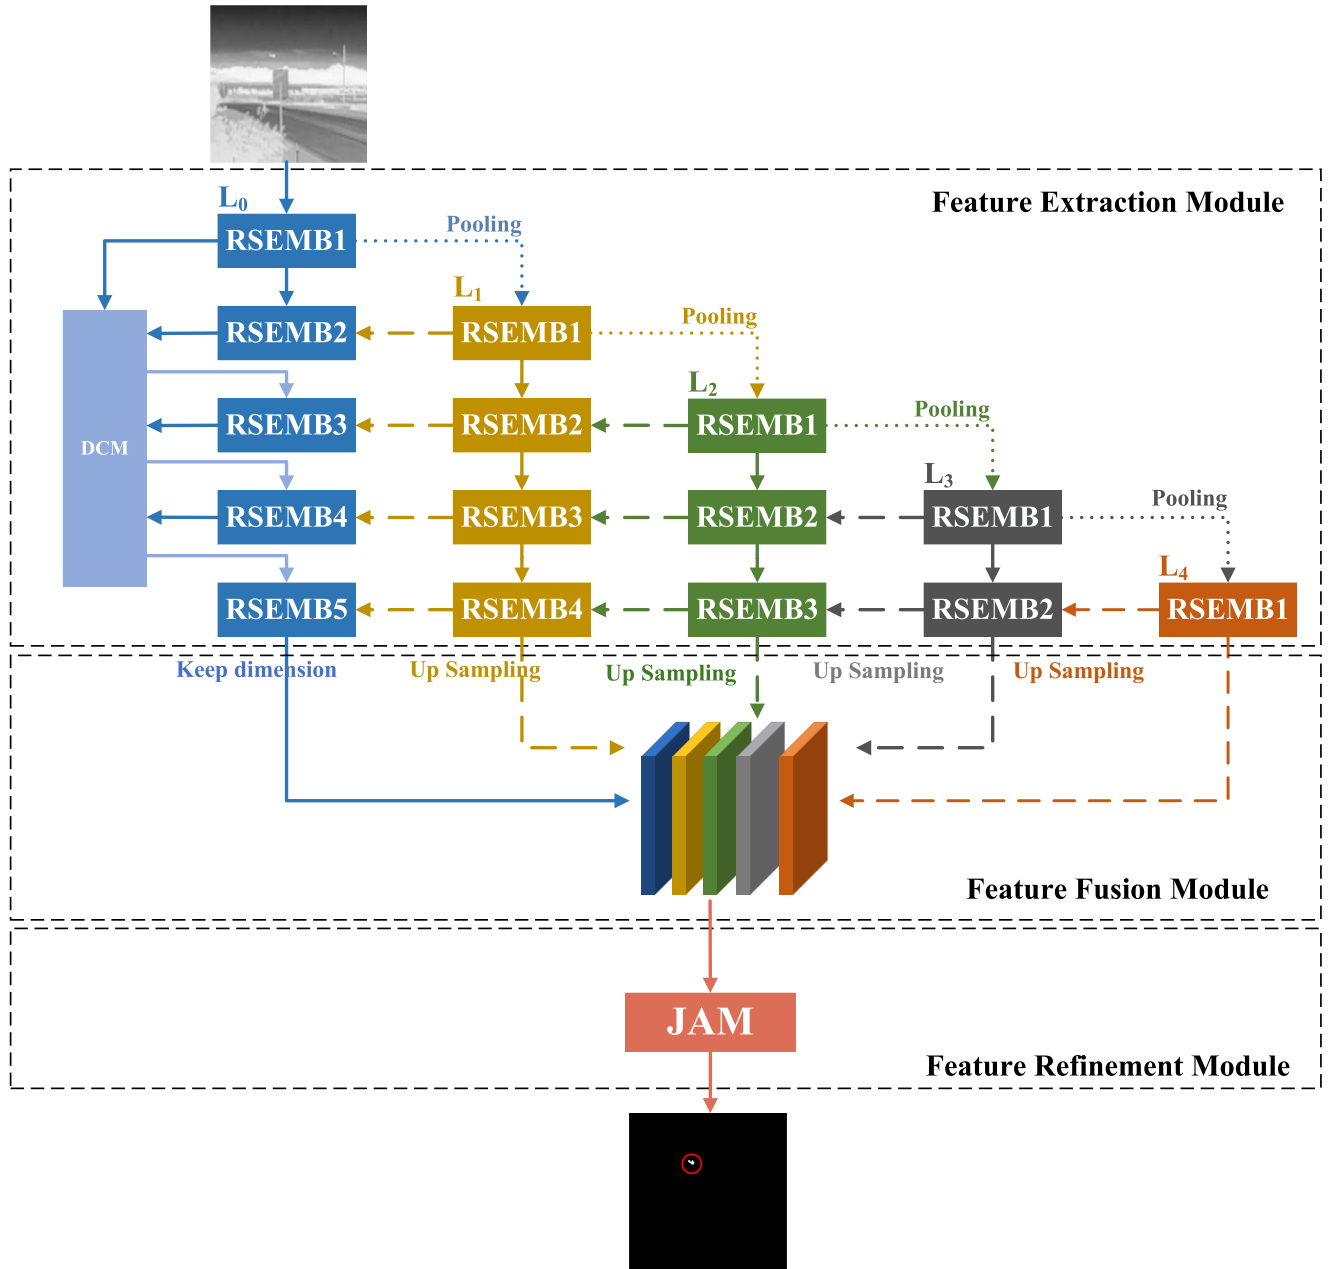 Feature Extraction Module
L0
RSEMB1
Pooling
L1
DCM
RSEMB2
RSEMB1
Pooling
L2
RSEMB3
RSEMB2
RSEMB1
Pooling
L3
RSEMB4
RSEMB3
RSEMB2
RSEMB1
Pooling
L4
RSEMB5
RSEMB4
RSEMB3
RSEMB2
RSEMB1
Keep dimension
Up Sampling
Up Sampling
Up Sampling
Up Sampling
Feature Fusion Module
JAM
Feature Refinement Module